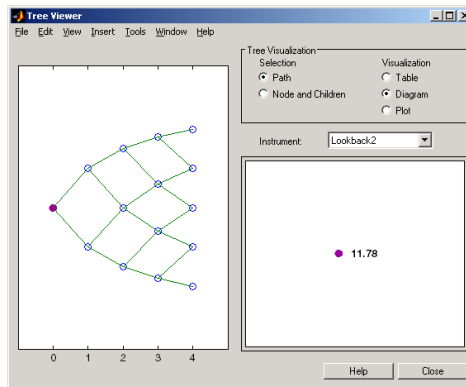 Tree Viewer
File Edit View Insert Tools Window Help
Tree Visualization
Selection
Visualization
Path
Table
Node and Children
Diagram
Plot
Instrument:
Lookback2
11.78
0 1 2 3 4
Help
Close